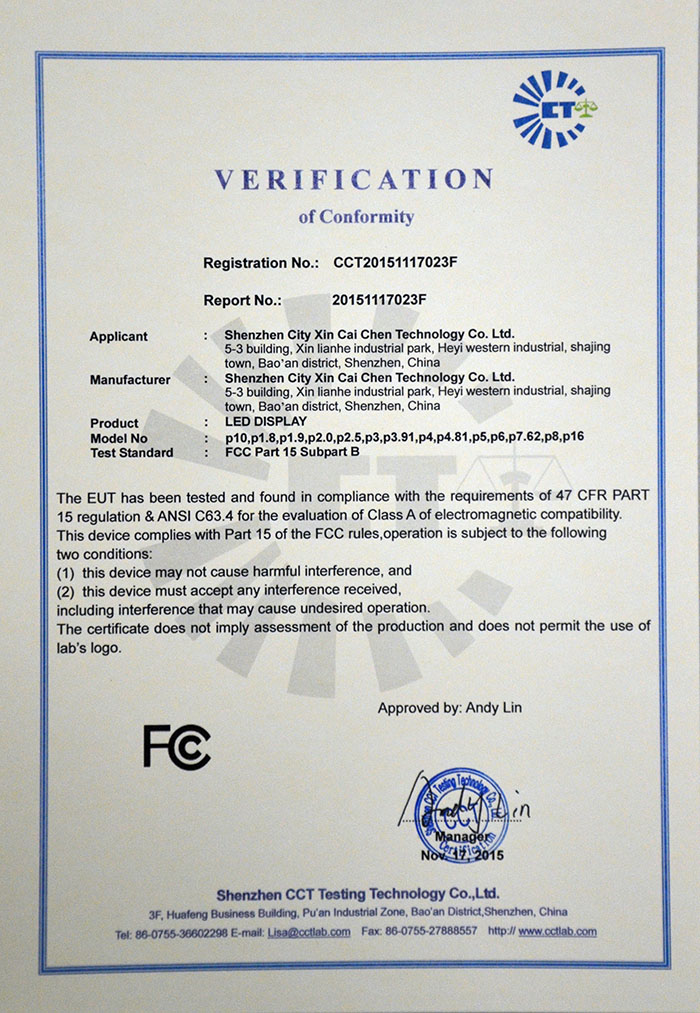 CCT
VERIFICATION
of Conformity
Registration No.: CCT20151117023F
Report No.: 20151117023F
Applicant : Shenzhen City Xin Cai Chen Technology Co. Ltd.
5-3 building, Xin lianhe industrial park, Heyi western industrial, shajing
town, Bao'an district, Shenzhen, China
Manufacturer : Shenzhen City Xin Cai Chen Technology Co. Ltd.
5-3 building, Xin lianhe industrial park, Heyi western industrial, shajing
town, Bao'an district, Shenzhen, China
Product : LED DISPLAY
Model No : p10,p1.8,p1.9,p2.0,p2.5,p3,p3.91,p4,p4.81,p5,p6,p7.62,p8,p16
Test Standard : FCC Part 15 Subpart B
The EUT has been tested and found in compliance with the requirements of 47 CFR PART
15 regulation & ANSI C63.4 for the evaluation of Class A of electromagnetic compatibility.
This device complies with Part 15 of the FCC rules,operation is subject to the following
two conditions:
(1) this device may not cause harmful interference, and
(2) this device must accept any interference received,
including interference that may cause undesired operation.
The certificate does not imply assessment of the production and does not permit the use of
lab's logo.
Approved by: Andy Lin
FCC
Shenzhen CCT Testing Technology Co., Ltd.
CCT
Andy Lin
Manager
Certification
Nov. 17, 2015
Shenzhen CCT Testing Technology Co.,Ltd.
3F, Huafeng Business Building, Pu'an Industrial Zone, Bao'an District,Shenzhen, China
Tel: 86-0755-36602298 E-mail: Lisa@cctlab.com Fax: 86-0755-27888557 http:// www.cctlab.com